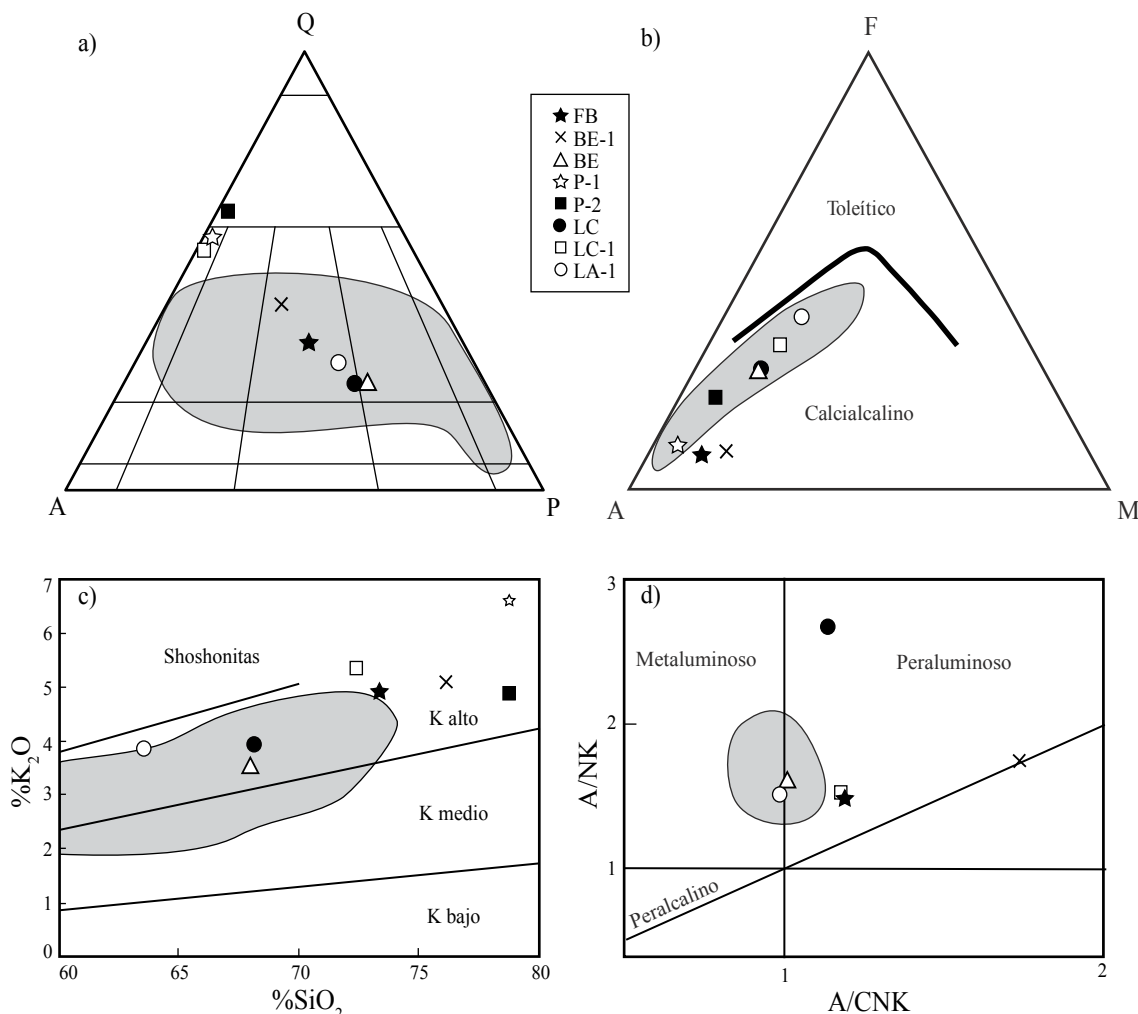 a)
Q
A
P
FB
BE-1
BE
P-1
P-2
LC
LC-1
LA-1
b)
F
Toleítico
Calcialcalino
A
M
c)
7
6
5
4
3
2
1
0
%K₂O
Shoshonitas
K alto
K medio
K bajo
60
65
70
75
80
%SiO₂
d)
3
2
1
A/NK
Metaluminoso
Peraluminoso
Peralcalino
1
2
A/CNK